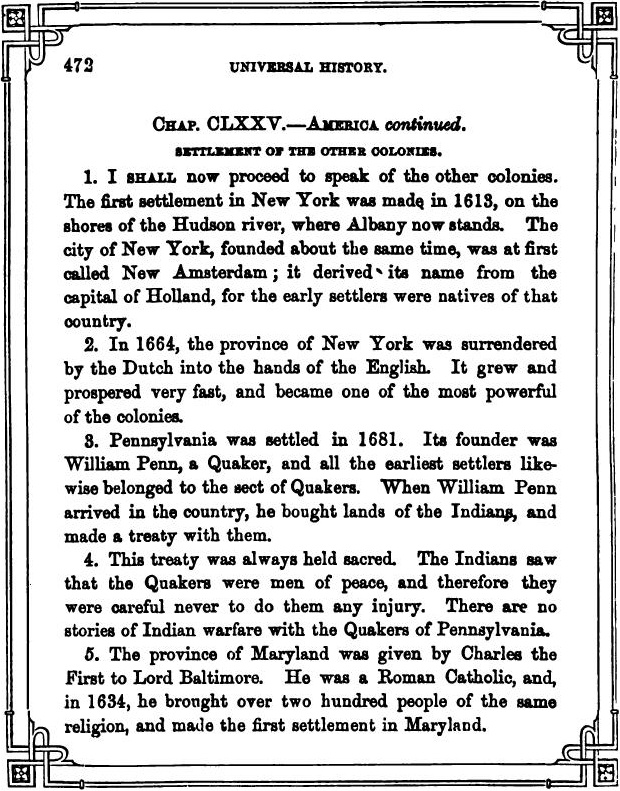 472 UNIVERSAL HISTORY.
CHAP. CLXXV.—AMERICA continued.
SETTLEMENT OF THE OTHER COLONIES.
1. I SHALL now proceed to speak of the other colonies.
The first settlement in New York was made in 1613, on the
shores of the Hudson river, where Albany now stands. The
city of New York, founded about the same time, was at first
called New Amsterdam; it derived its name from the
capital of Holland, for the early settlers were natives of that
country.
2. In 1664, the province of New York was surrendered
by the Dutch into the hands of the English. It grew and
prospered very fast, and became one of the most powerful
of the colonies.
3. Pennsylvania was settled in 1681. Its founder was
William Penn, a Quaker, and all the earliest settlers like-
wise belonged to the sect of Quakers. When William Penn
arrived in the country, he bought lands of the Indians, and
made a treaty with them.
4. This treaty was always held sacred. The Indians saw
that the Quakers were men of peace, and therefore they
were careful never to do them any injury. There are no
stories of Indian warfare with the Quakers of Pennsylvania.
5. The province of Maryland was given by Charles the
First to Lord Baltimore. He was a Roman Catholic, and,
in 1634, he brought over two hundred people of the same
religion, and made the first settlement in Maryland.